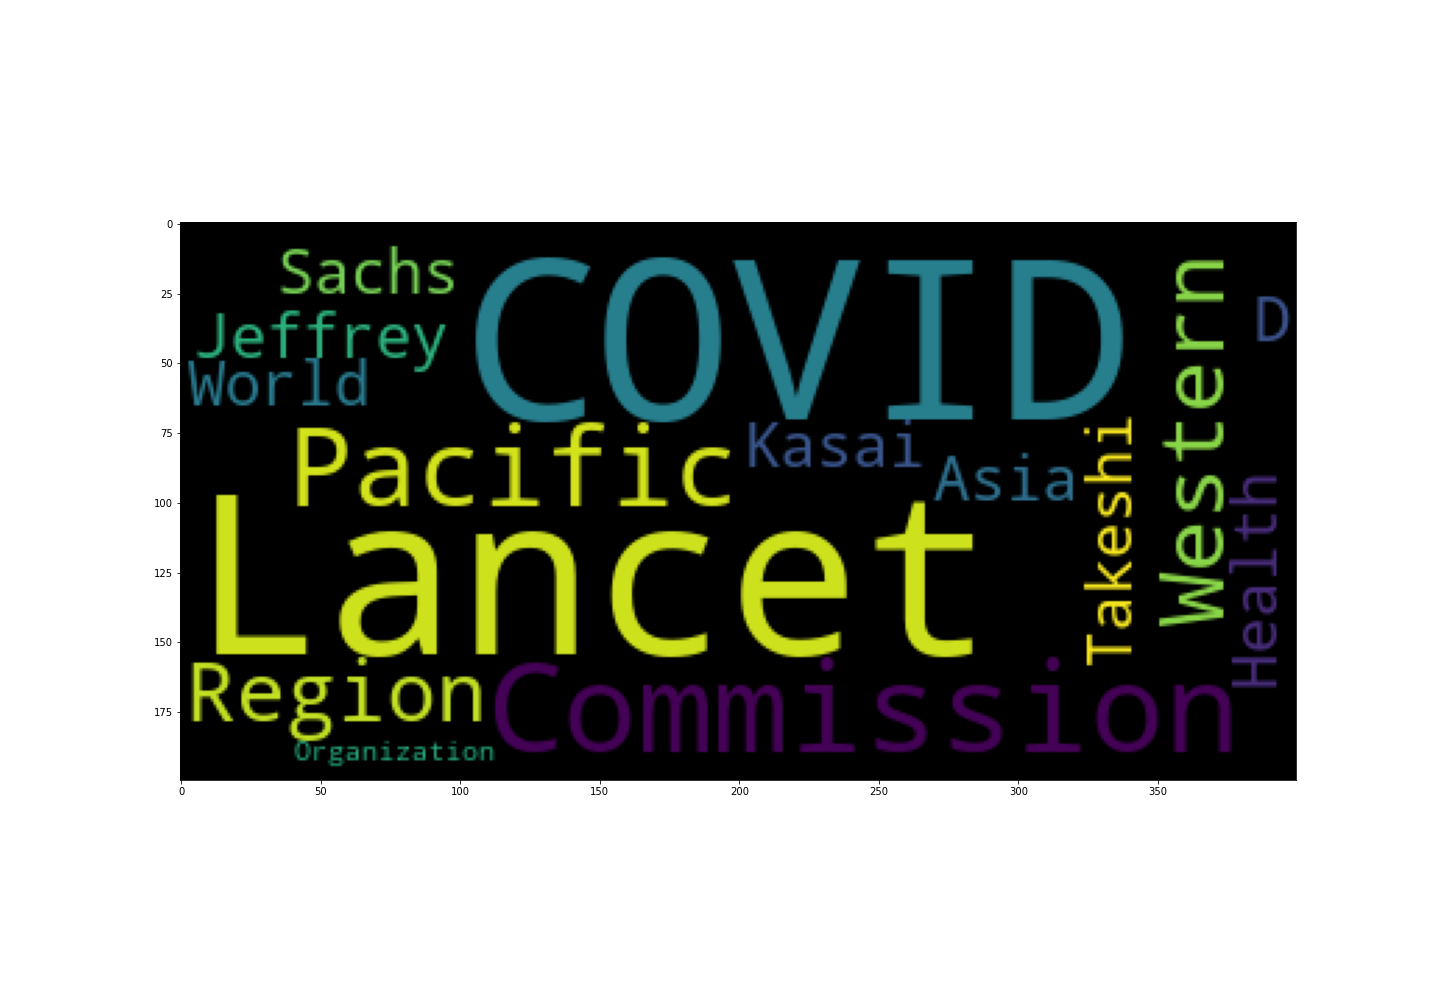 0
25
50
75
100
125
150
175
Sachs
COVID
Western
D
Jeffrey
World
Pacific
Kasai
Asia
Takeshi
Health
Lancet
Region
Commission
Organization
0 50 100 150 200 250 300 350